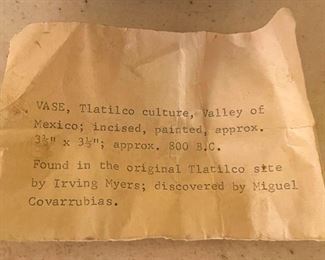 VASE, Tlatilco culture, Valley of
Mexico; incised, painted, approx.
3½" x 3½"; approx. 800 B.C.
Found in the original Tlatilco site
by Irving Myers; discovered by Miguel
Covarrubias.